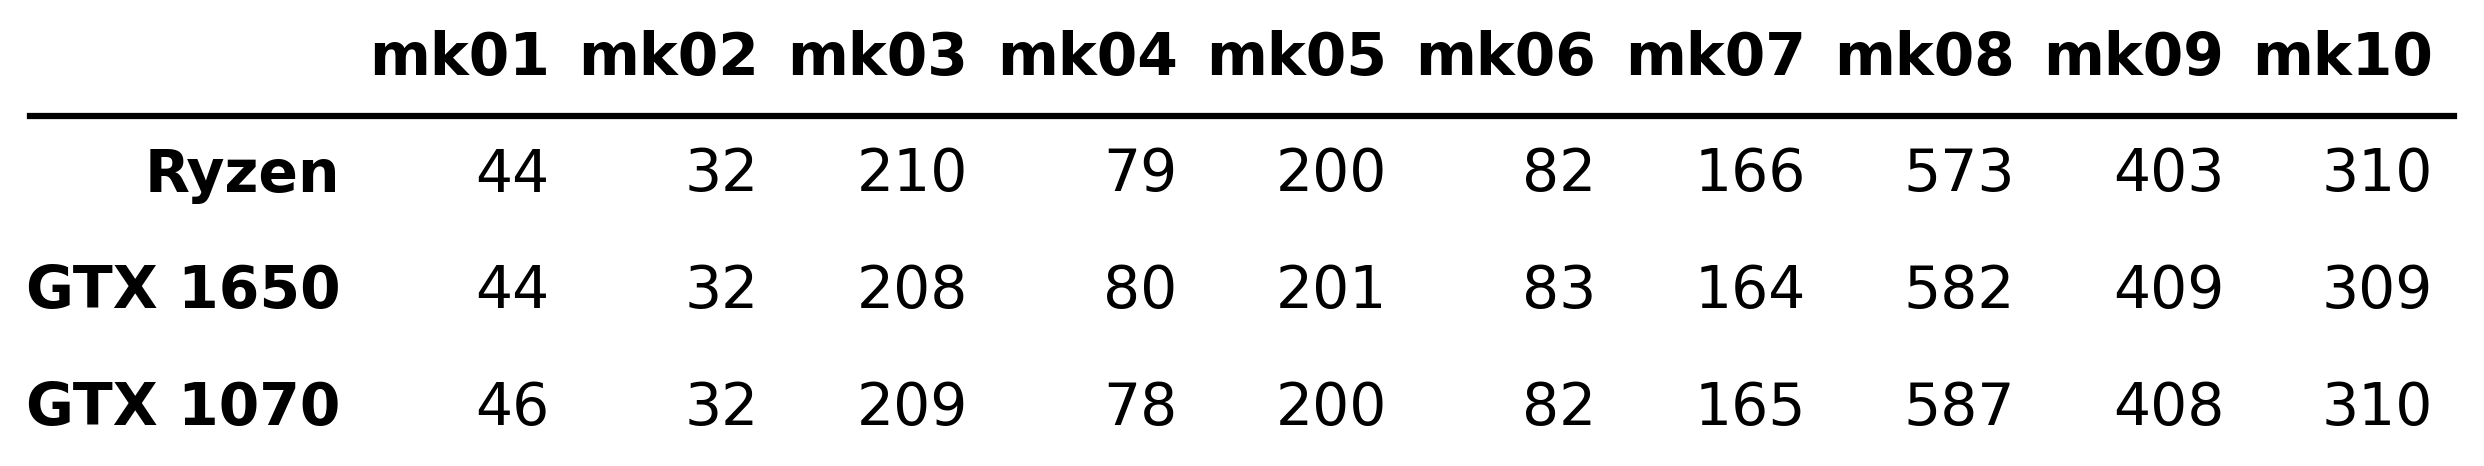 mk01 mk02 mk03 mk04 mk05 mk06 mk07 mk08 mk09 mk10
Ryzen 44 32 210 79 200 82 166 573 403 310
GTX 1650 44 32 208 80 201 83 164 582 409 309
GTX 1070 46 32 209 78 200 82 165 587 408 310